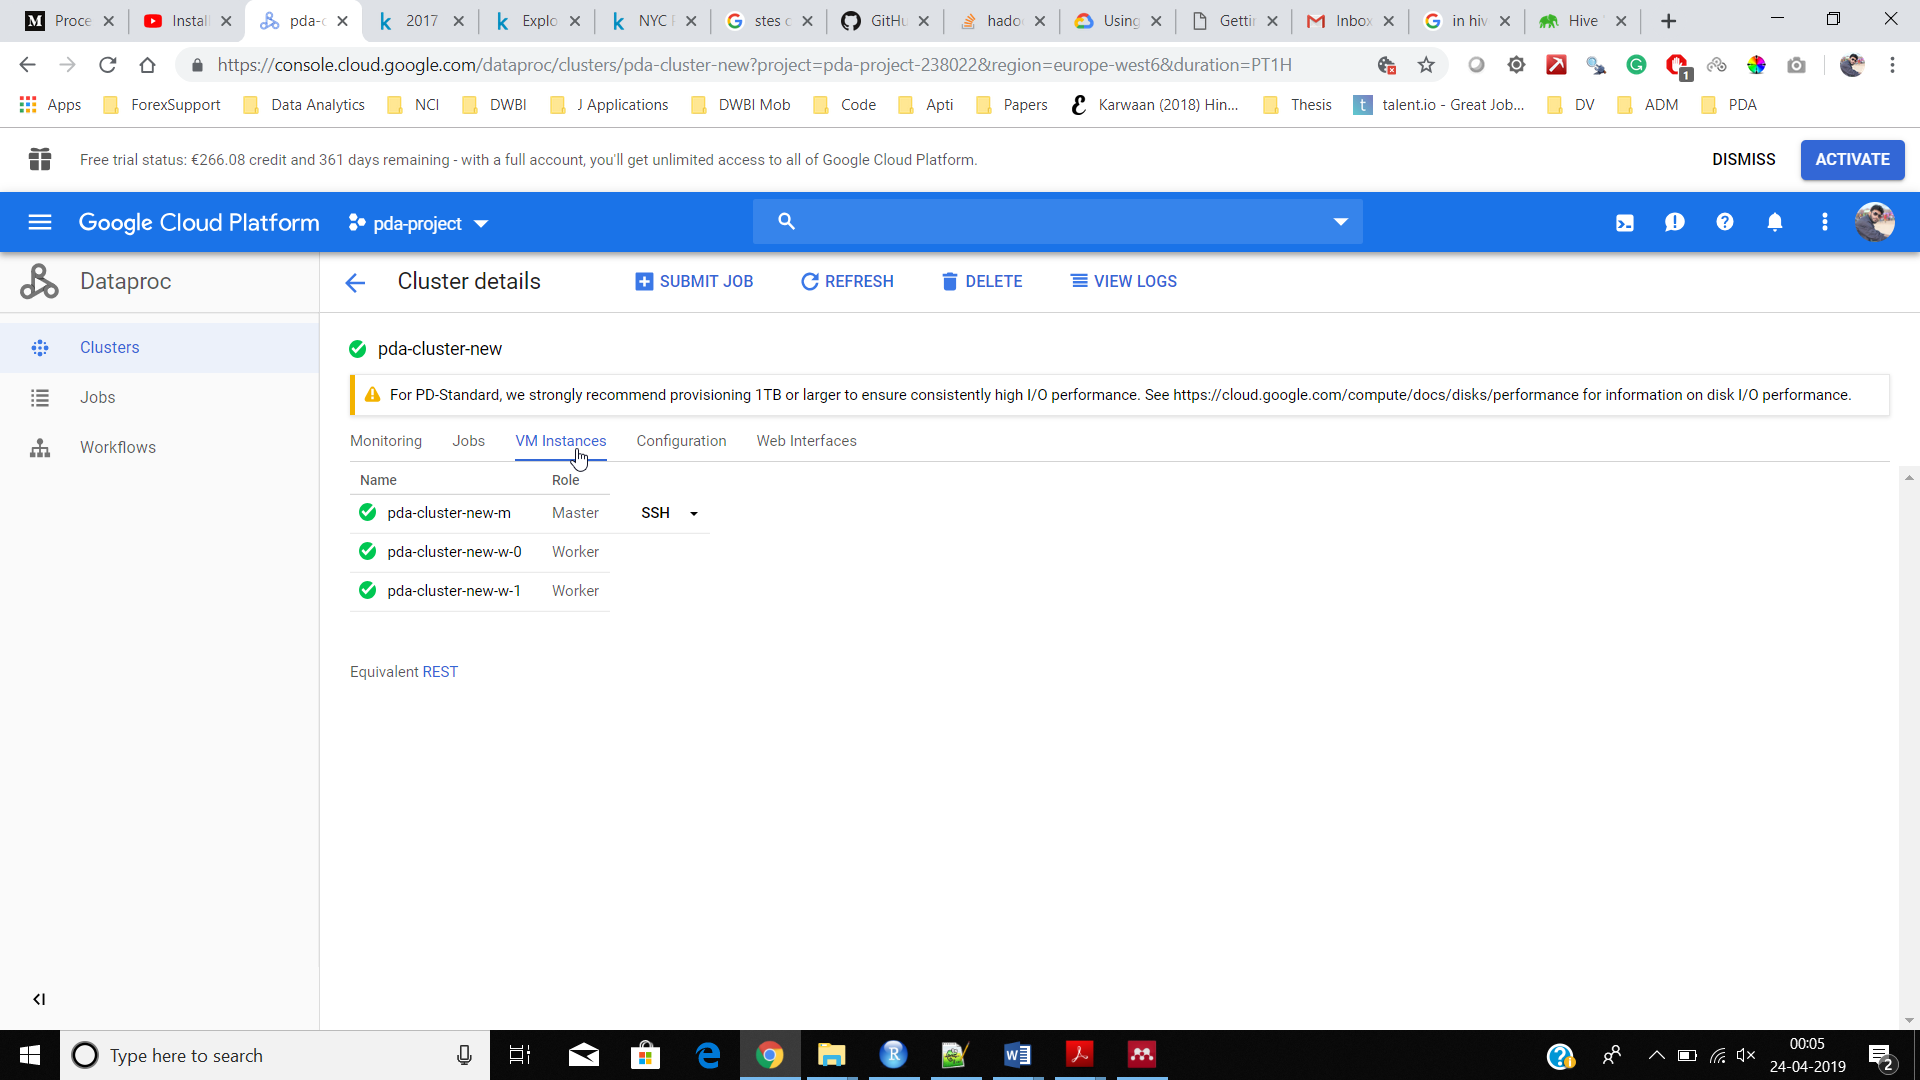 Proce
Install
pda-c
2017
Explo
NYC
stes c
GitHu
hadoo
Using
Gettin
Inbox
in hiv
Hive
https://console.cloud.google.com/dataproc/clusters/pda-cluster-new?project=pda-project-238022&region=europe-west6&duration=PT1H
1
Apps ForexSupport Data Analytics NCI DWBI J Applications DWBI Mob Code Apti Papers Karwaan (2018) Hin... Thesis talent.io - Great Job... DV ADM PDA
Free trial status: €266.08 credit and 361 days remaining - with a full account, you'll get unlimited access to all of Google Cloud Platform.
DISMISS
ACTIVATE
Google Cloud Platform
pda-project
Dataproc
Cluster details
SUBMIT JOB
REFRESH
DELETE
VIEW LOGS
Clusters
Jobs
Workflows
pda-cluster-new
For PD-Standard, we strongly recommend provisioning 1TB or larger to ensure consistently high I/O performance. See https://cloud.google.com/compute/docs/disks/performance for information on disk I/O performance.
Monitoring Jobs VM Instances Configuration Web Interfaces
Name Role
pda-cluster-new-m Master SSH
pda-cluster-new-w-0 Worker
pda-cluster-new-w-1 Worker
Equivalent REST
Type here to search
00:05
24-04-2019
2